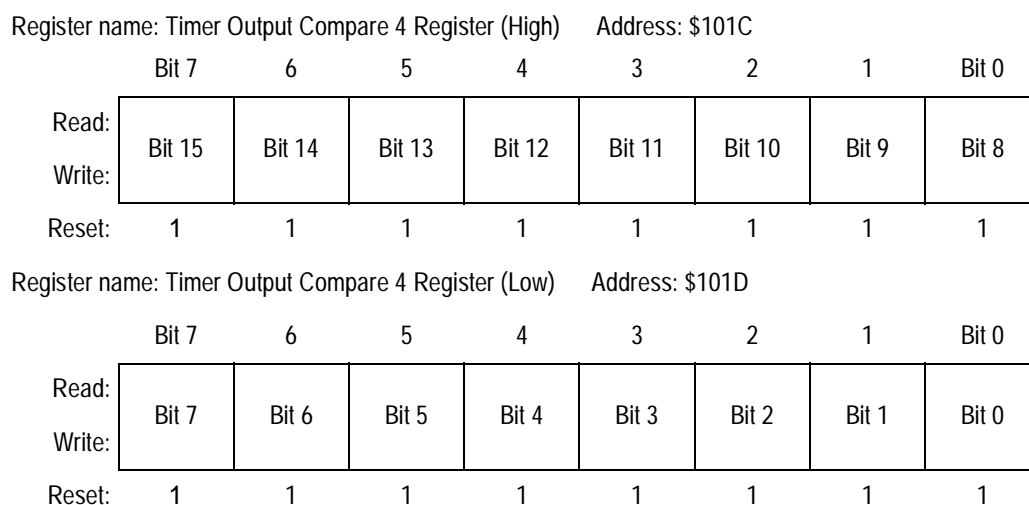 Register name: Timer Output Compare 4 Register (High) Address: $101C
Bit 7 6 5 4 3 2 1 Bit 0
Read:
Bit 15 Bit 14 Bit 13 Bit 12 Bit 11 Bit 10 Bit 9 Bit 8
Write:
Reset: 1 1 1 1 1 1 1 1
Register name: Timer Output Compare 4 Register (Low) Address: $101D
Bit 7 6 5 4 3 2 1 Bit 0
Read:
Bit 7 Bit 6 Bit 5 Bit 4 Bit 3 Bit 2 Bit 1 Bit 0
Write:
Reset: 1 1 1 1 1 1 1 1